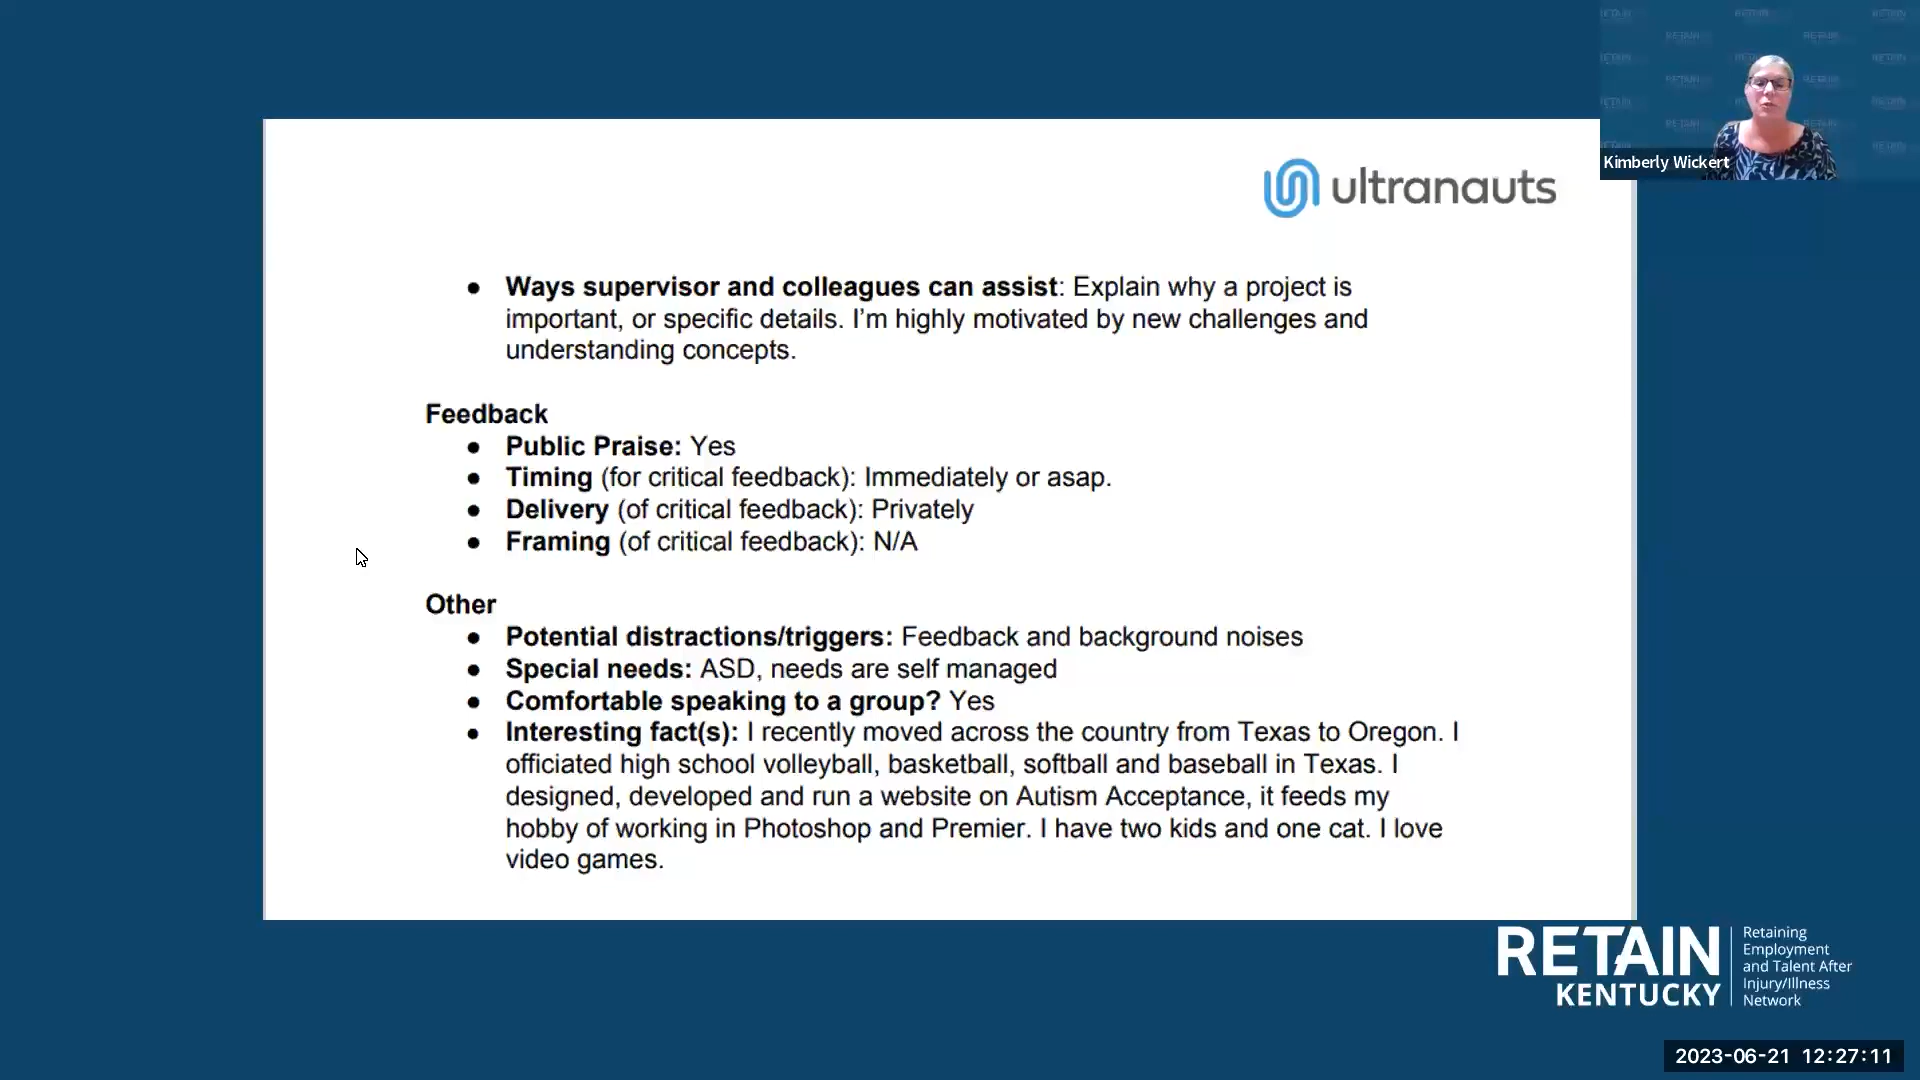 Kimberly Wickert
ultranauts
● Ways supervisor and colleagues can assist: Explain why a project is
important, or specific details. I’m highly motivated by new challenges and
understanding concepts.
Feedback
● Public Praise: Yes
● Timing (for critical feedback): Immediately or asap.
● Delivery (of critical feedback): Privately
● Framing (of critical feedback): N/A
Other
● Potential distractions/triggers: Feedback and background noises
● Special needs: ASD, needs are self managed
● Comfortable speaking to a group? Yes
● Interesting fact(s): I recently moved across the country from Texas to Oregon. I
officiated high school volleyball, basketball, softball and baseball in Texas. I
designed, developed and run a website on Autism Acceptance, it feeds my
hobby of working in Photoshop and Premier. I have two kids and one cat. I love
video games.
RETAIN
KENTUCKY
Retaining
Employment
and Talent After
Injury/Illness
Network
2023-06-21 12:27:11